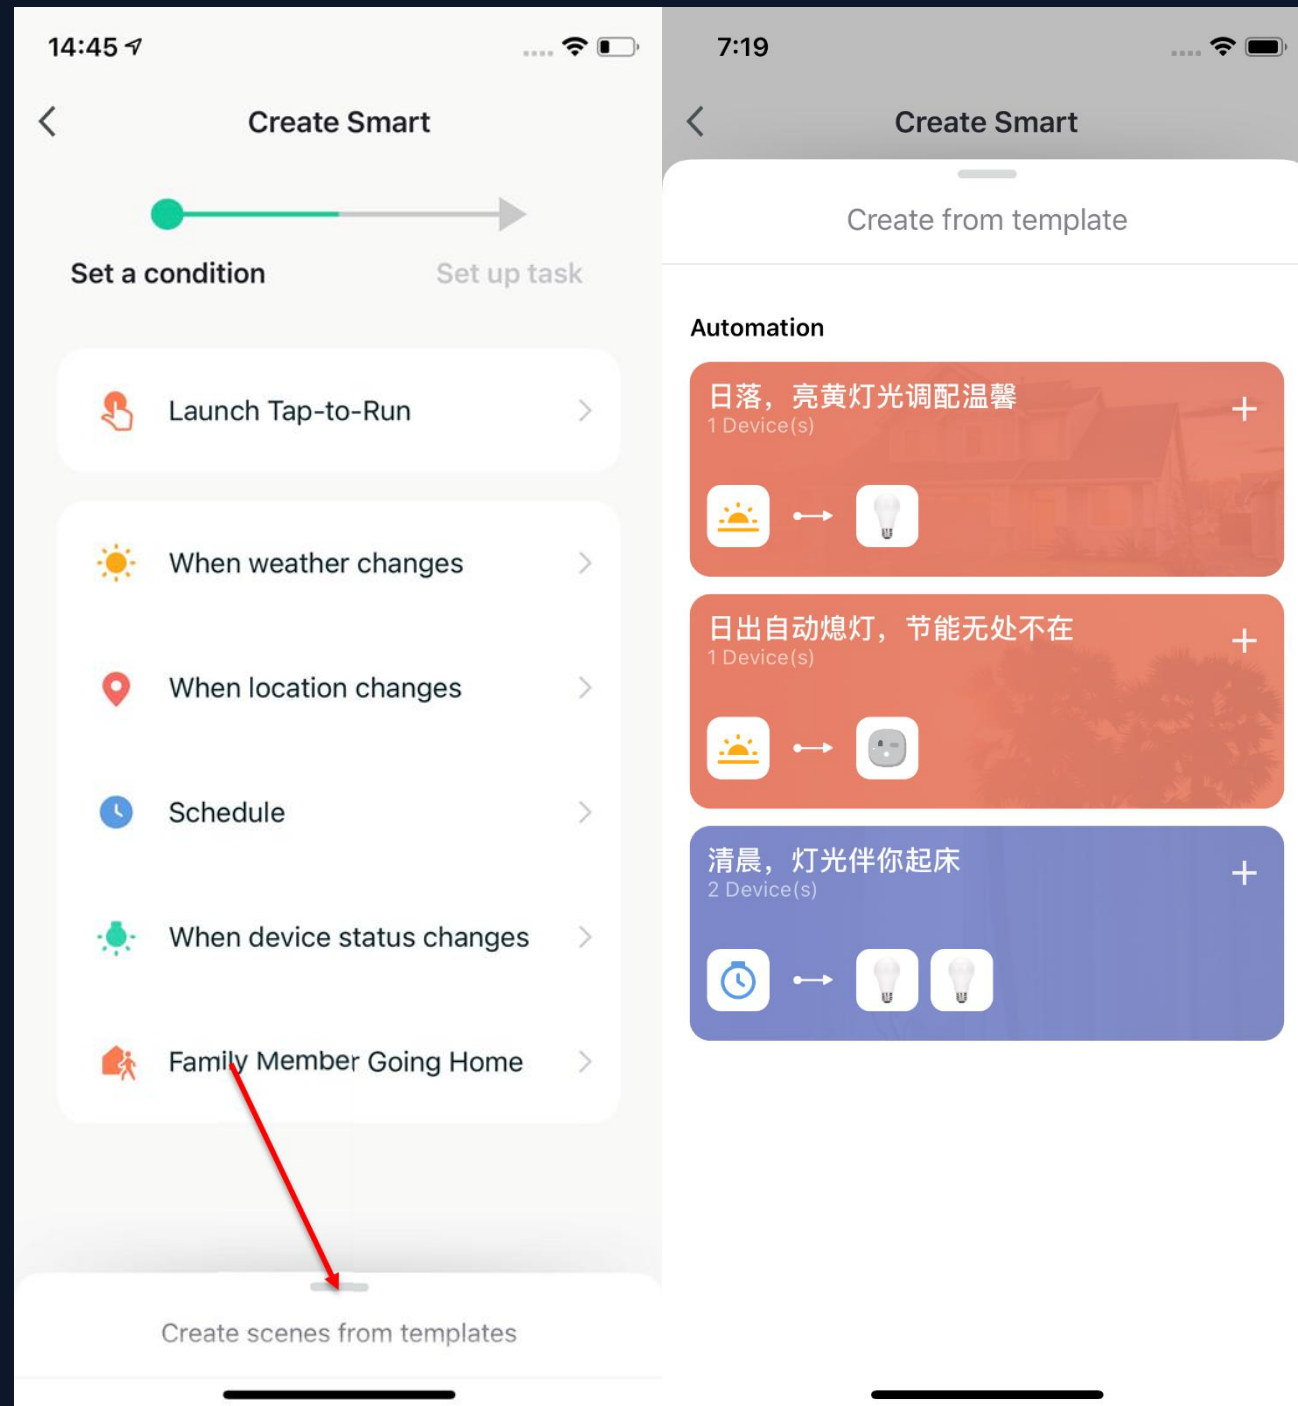 14:45
Create Smart
Set a condition
Set up task
Launch Tap-to-Run
When weather changes
When location changes
Schedule
When device status changes
Family Member Going Home
Create scenes from templates
7:19
Create Smart
Create from template
Automation
日落，亮黄灯光调配温馨
1 Device(s)
日出自动熄灯，节能无处不在
1 Device(s)
清晨，灯光伴你起床
2 Device(s)